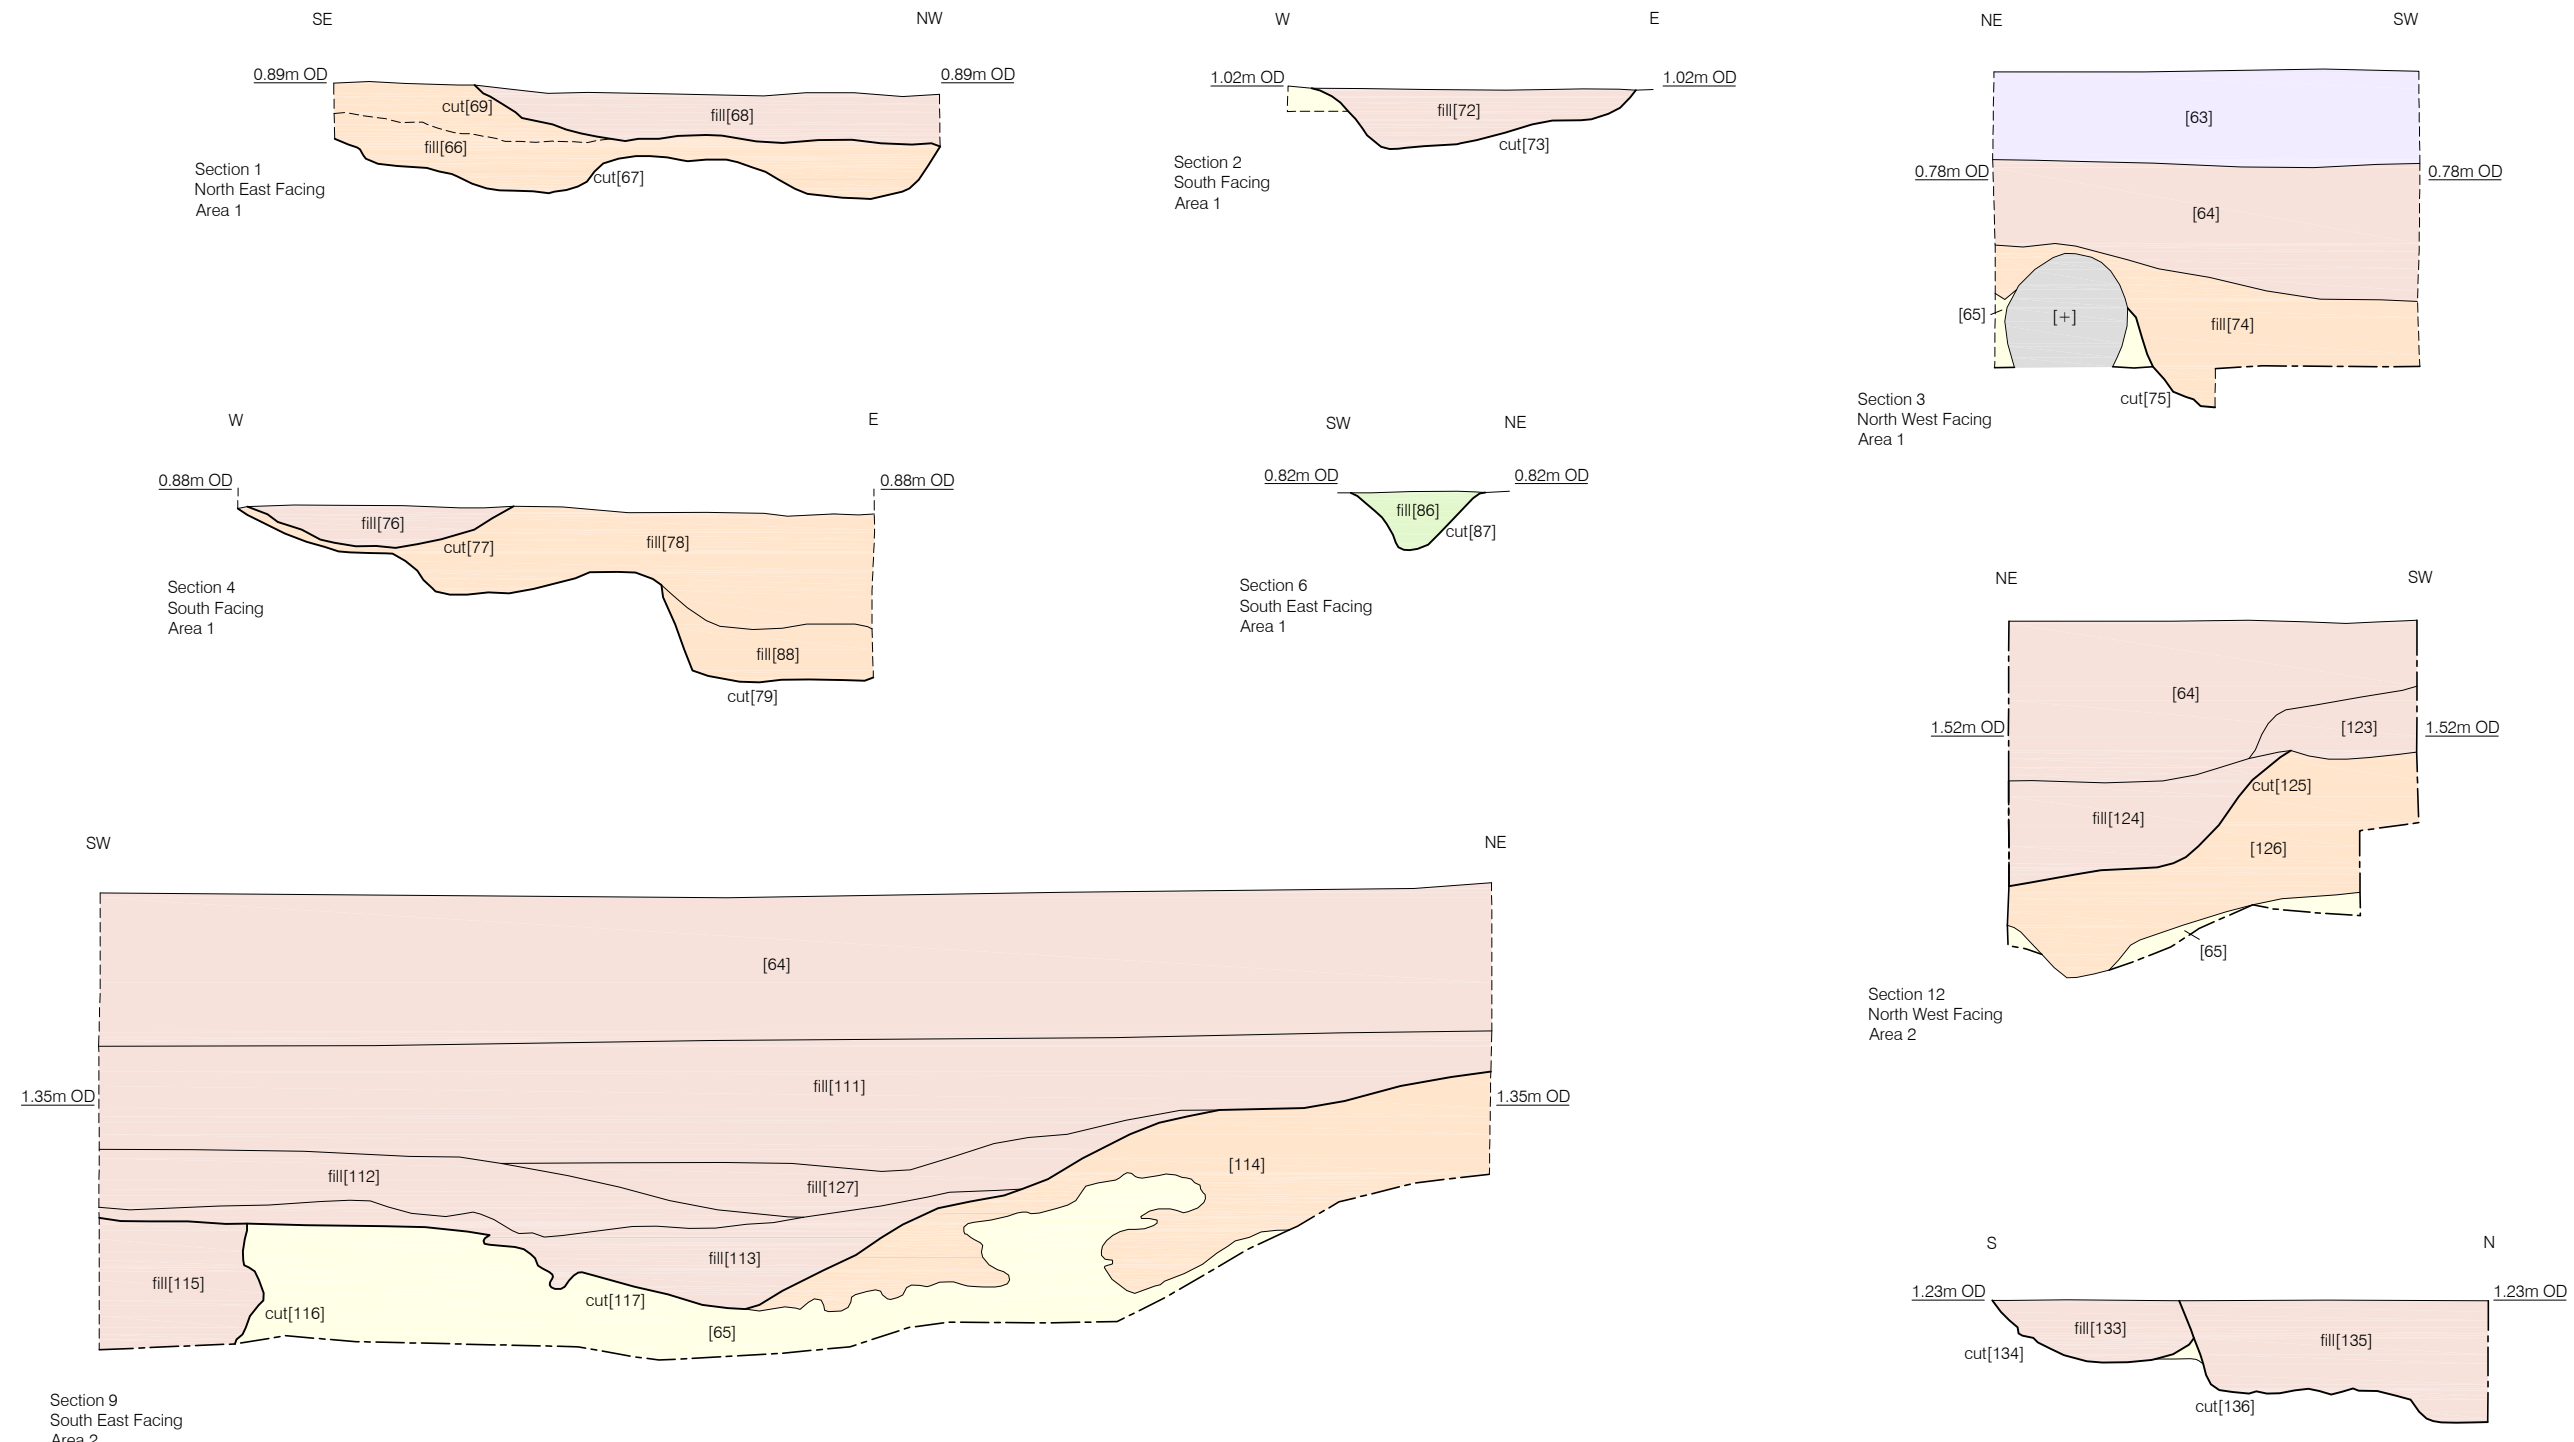 SE
NW
0.89m OD
0.89m OD
cut[69]
fill[68]
fill[66]
cut[67]
Section 1
North East Facing
Area 1
W
E
1.02m OD
1.02m OD
fill[72]
cut[73]
Section 2
South Facing
Area 1
NE
SW
[63]
0.78m OD
0.78m OD
[64]
[65]
[+]
fill[74]
cut[75]
Section 3
North West Facing
Area 1
W
E
0.88m OD
0.88m OD
fill[76]
cut[77]
fill[78]
fill[88]
cut[79]
Section 4
South Facing
Area 1
SW
NE
0.82m OD
0.82m OD
fill[86]
cut[87]
Section 6
South East Facing
Area 1
NE
SW
[64]
[123]
1.52m OD
1.52m OD
cut[125]
fill[124]
[126]
[65]
Section 12
North West Facing
Area 2
SW
NE
[64]
fill[111]
1.35m OD
1.35m OD
[114]
fill[112]
fill[127]
fill[113]
fill[115]
cut[116]
cut[117]
[65]
Section 9
South East Facing
Area 2
S
N
1.23m OD
1.23m OD
fill[133]
fill[135]
cut[134]
cut[136]